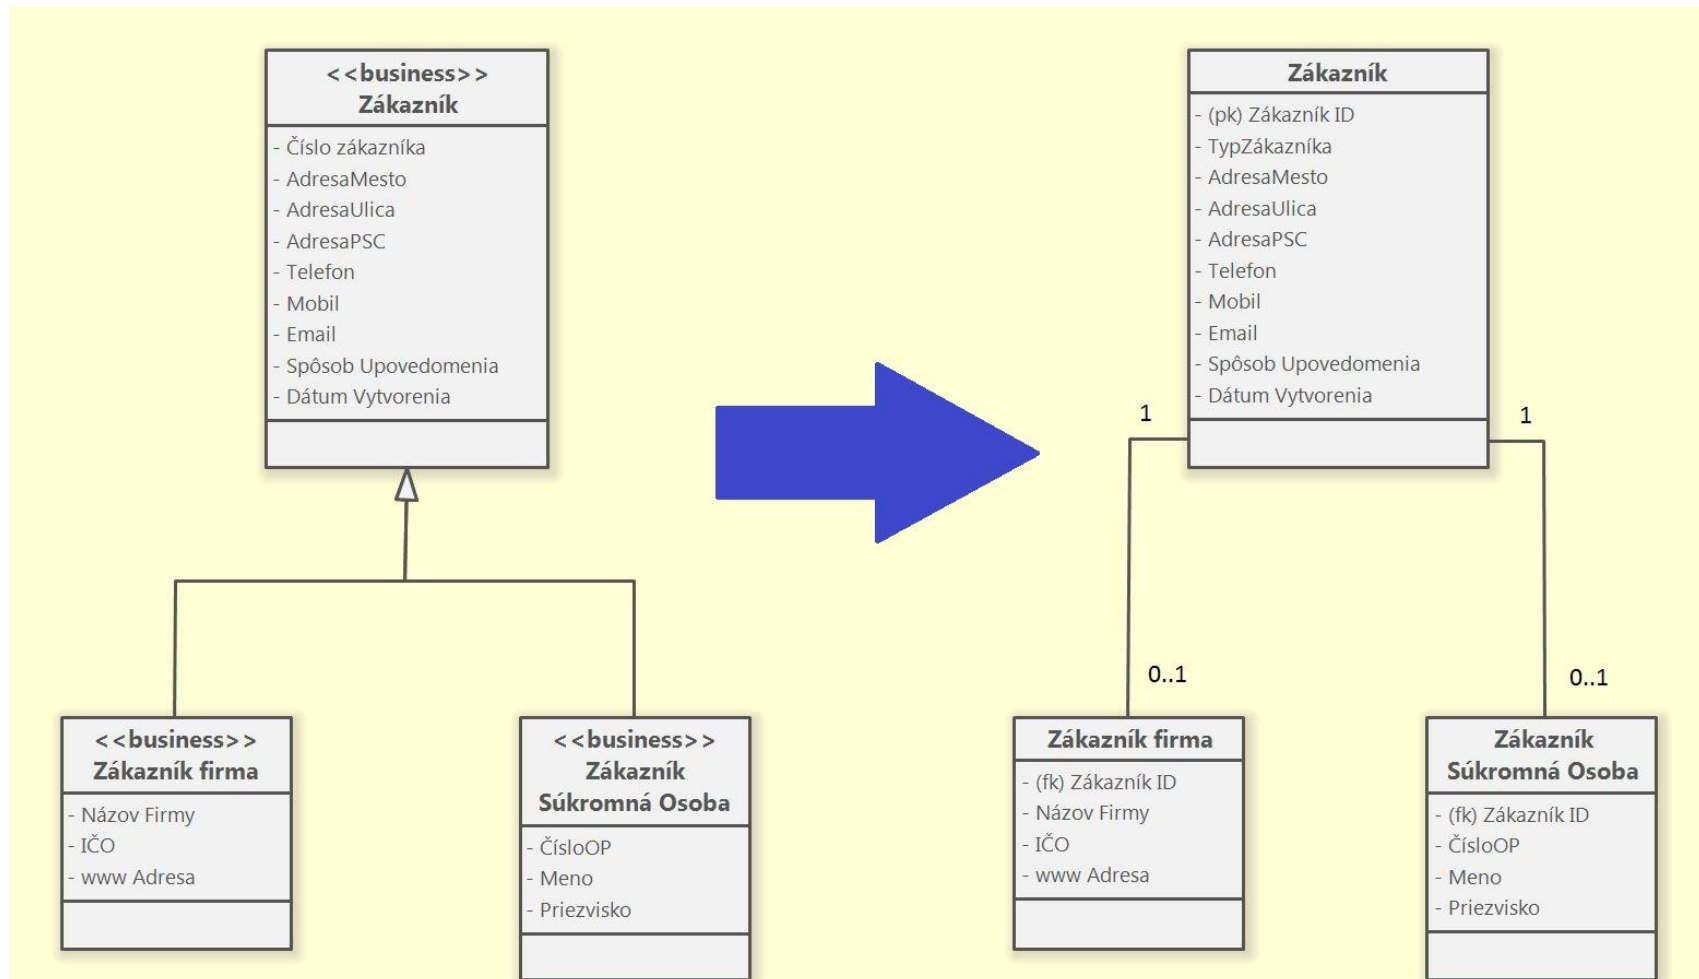 <<business>>
Zákazník
- Číslo zákazníka
- AdresaMesto
- AdresaUlica
- AdresaPSC
- Telefon
- Mobil
- Email
- Spôsob Upovedomenia
- Dátum Vytvorenia
<<business>>
Zákazník firma
- Názov Firmy
- IČO
- www Adresa
<<business>>
Zákazník
Súkromná Osoba
- ČísloOP
- Meno
- Priezvisko
Zákazník
- (pk) Zákazník ID
- TypZákazníka
- AdresaMesto
- AdresaUlica
- AdresaPSC
- Telefon
- Mobil
- Email
- Spôsob Upovedomenia
- Dátum Vytvorenia
1
1
0..1
0..1
Zákazník firma
- (fk) Zákazník ID
- Názov Firmy
- IČO
- www Adresa
Zákazník
Súkromná Osoba
- (fk) Zákazník ID
- ČísloOP
- Meno
- Priezvisko